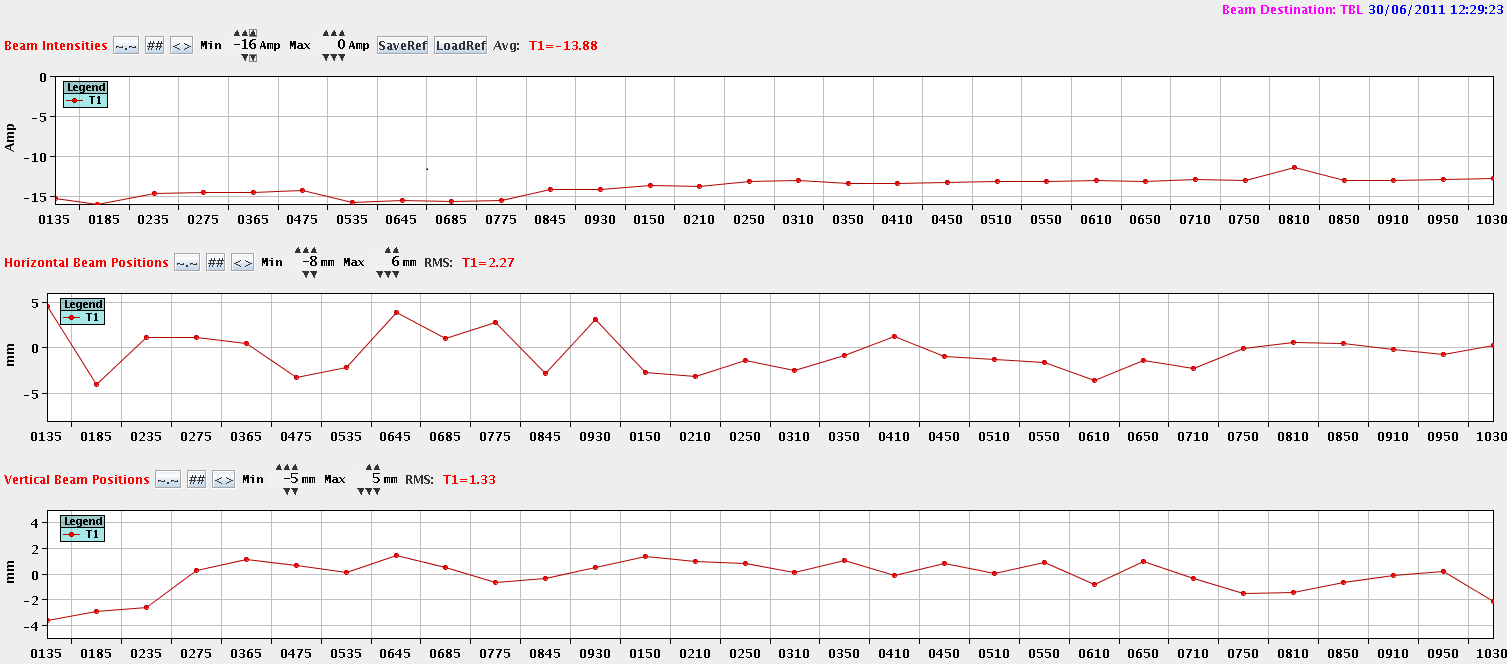 Beam Destination: TBL 30/06/2011 12:29:23
Beam Intensities ~.~ ## <> Min -16 Amp Max 0 Amp SaveRef LoadRef Avg: T1=-13.88
Legend
T1
0
-5
-10
-15
Amp
0135 0185 0235 0275 0365 0475 0535 0645 0685 0775 0845 0930 0150 0210 0250 0310 0350 0410 0450 0510 0550 0610 0650 0710 0750 0810 0850 0910 0950 1030
Horizontal Beam Positions ~.~ ## <> Min -8 mm Max 6 mm RMS: T1=2.27
Legend
T1
5
0
-5
mm
0135 0185 0235 0275 0365 0475 0535 0645 0685 0775 0845 0930 0150 0210 0250 0310 0350 0410 0450 0510 0550 0610 0650 0710 0750 0810 0850 0910 0950 1030
Vertical Beam Positions ~.~ ## <> Min -5 mm Max 5 mm RMS: T1=1.33
Legend
T1
4
2
0
-2
-4
mm
0135 0185 0235 0275 0365 0475 0535 0645 0685 0775 0845 0930 0150 0210 0250 0310 0350 0410 0450 0510 0550 0610 0650 0710 0750 0810 0850 0910 0950 1030